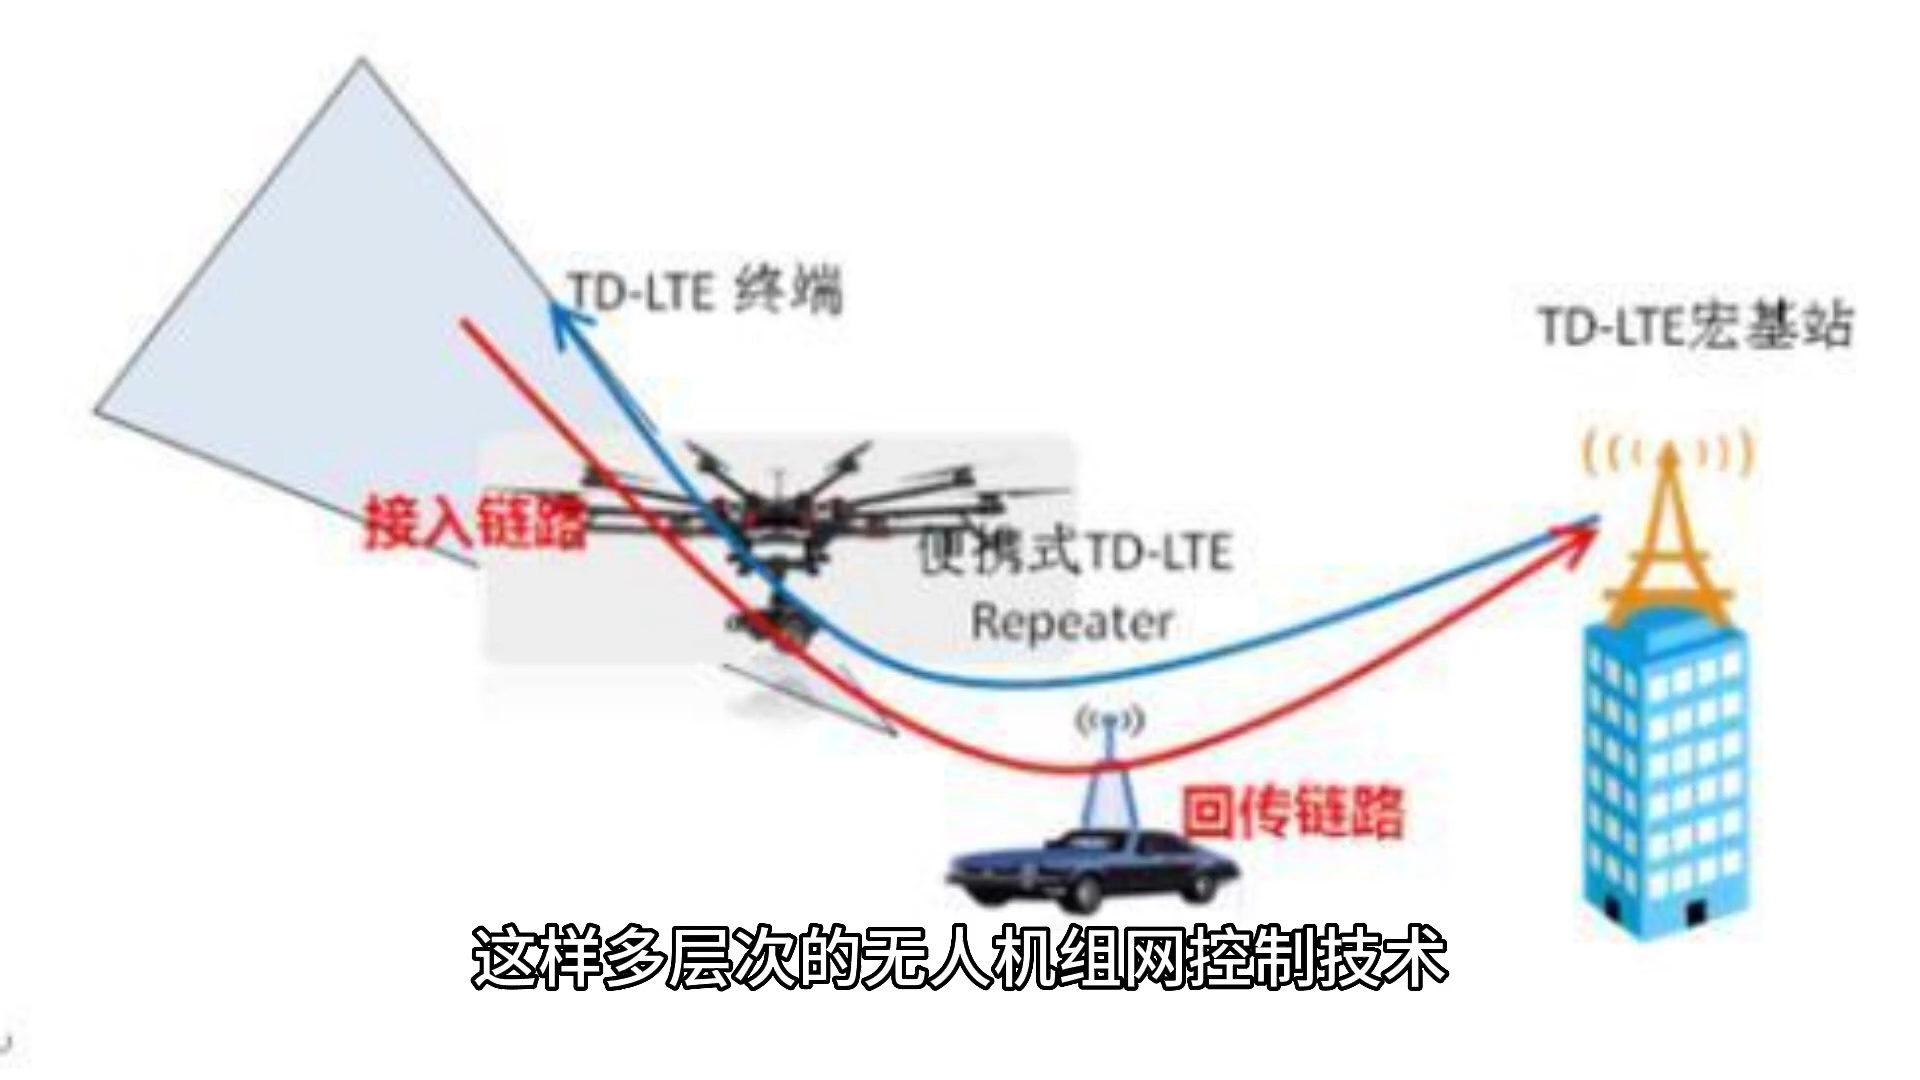 TD-LTE 终端
TD-LTE宏基站
接入链路
便携式TD-LTE
Repeater
回传链路
这样多层次的无人机组网控制技术